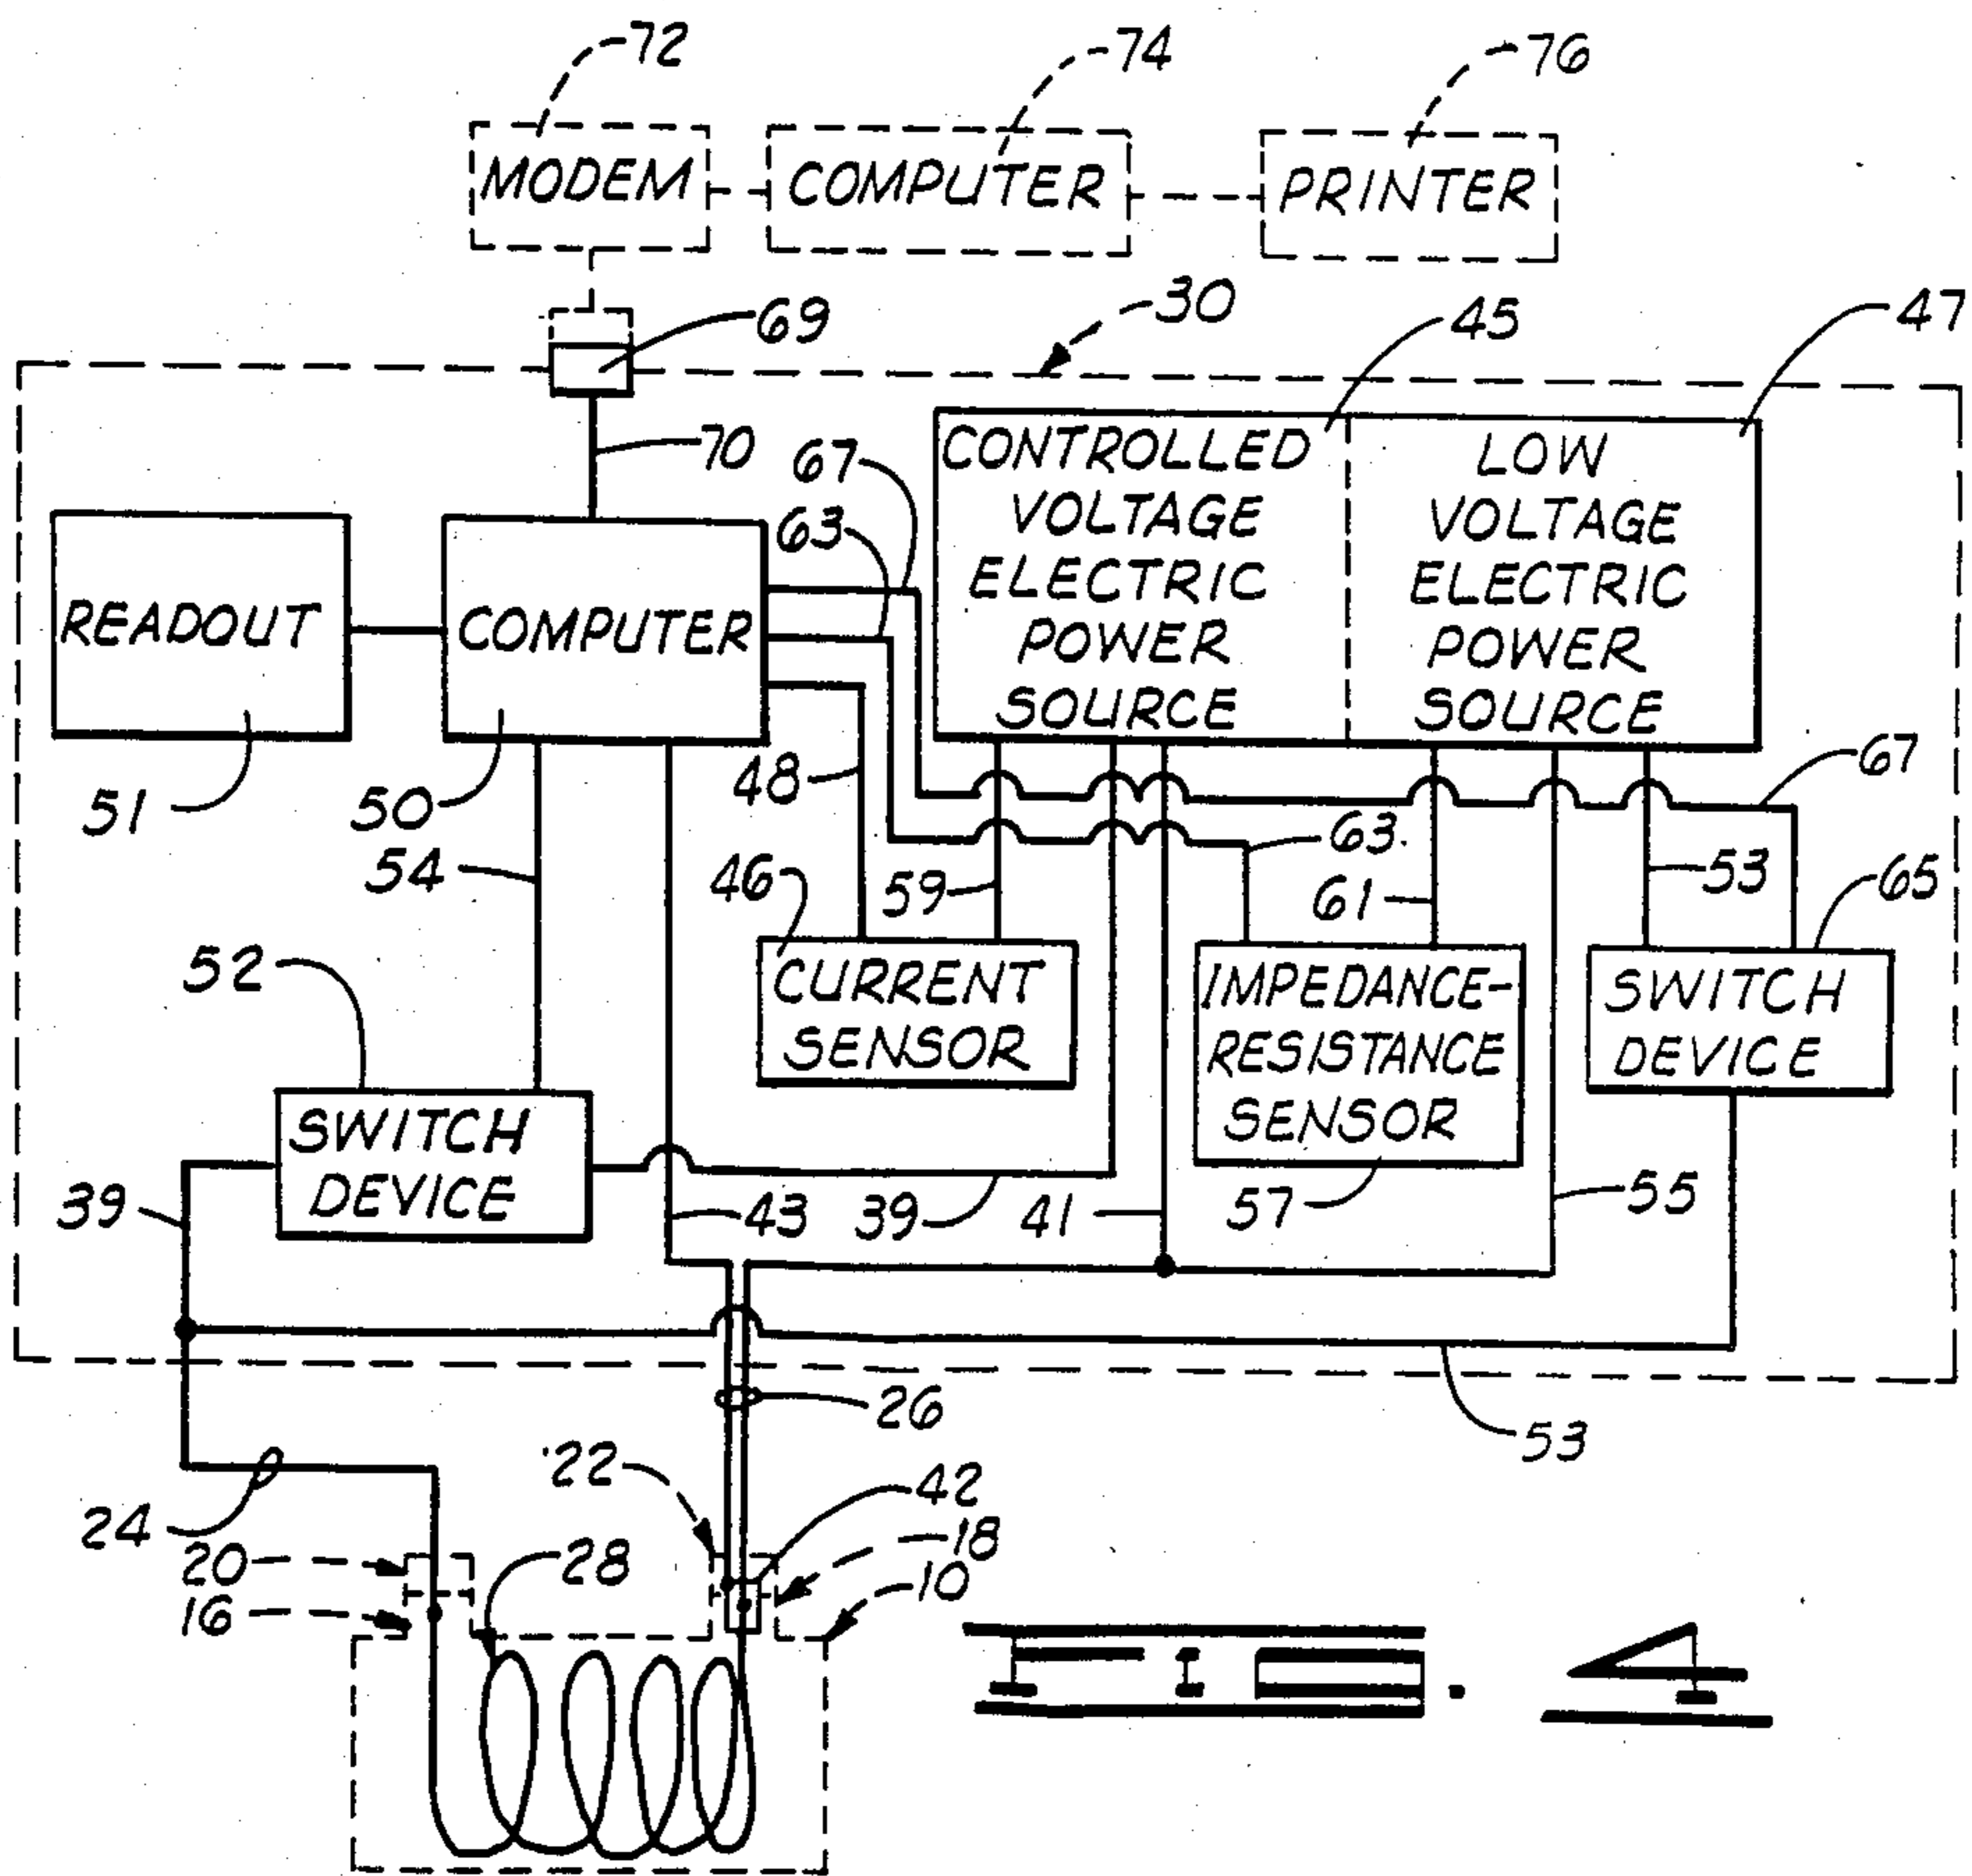 72
74
76
MODEM
COMPUTER
PRINTER
69
30
45
47
70
67
63
CONTROLLED
VOLTAGE
ELECTRIC
POWER
SOURCE
LOW
VOLTAGE
ELECTRIC
POWER
SOURCE
READOUT
COMPUTER
51
50
48
67
54
46
59
63
61
53
65
52
CURRENT
SENSOR
IMPEDANCE-
RESISTANCE
SENSOR
SWITCH
DEVICE
SWITCH
DEVICE
39
43
39
41
57
55
26
53
22
42
24
20
28
18
16
10
FIG. 4